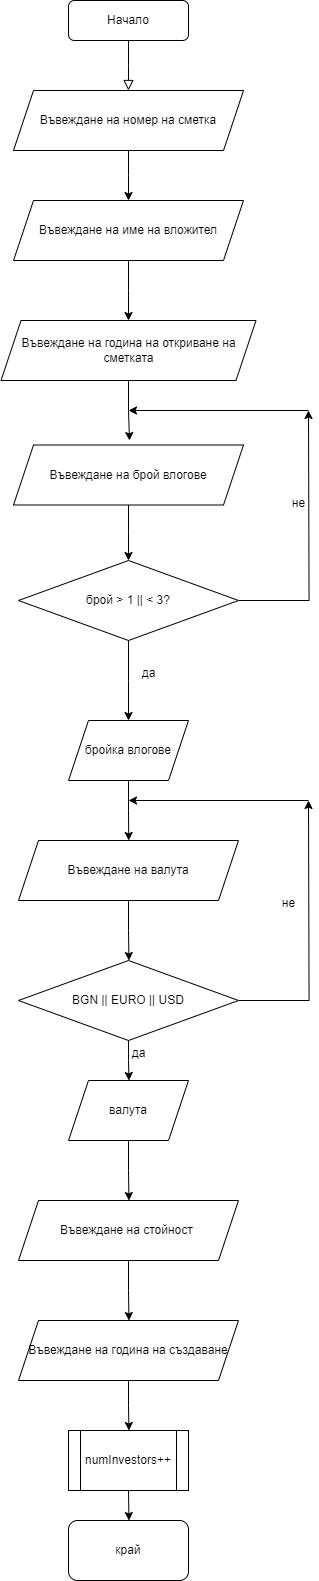 Начало
Въвеждане на номер на сметка
Въвеждане на име на вложител
Въвеждане на година на откриване на
сметката
Въвеждане на брой влогове
не
брой > 1 || < 3?
да
бройка влогове
Въвеждане на валута
не
BGN || EURO || USD
да
валута
Въвеждане на стойност
Въвеждане на година на създаване
numInvestors++
край